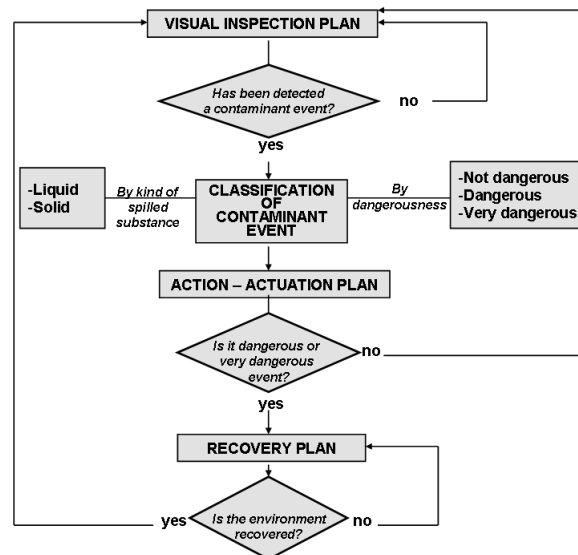 VISUAL INSPECTION PLAN
Has been detected
a contaminant event?
no
yes
-Liquid
-Solid
By kind of
spilled
substance
CLASSIFICATION
OF
CONTAMINANT
EVENT
By
dangerousness
-Not dangerous
-Dangerous
-Very dangerous
ACTION – ACTUATION PLAN
Is it dangerous or
very dangerous
event?
no
yes
RECOVERY PLAN
yes
Is the environment
recovered?
no